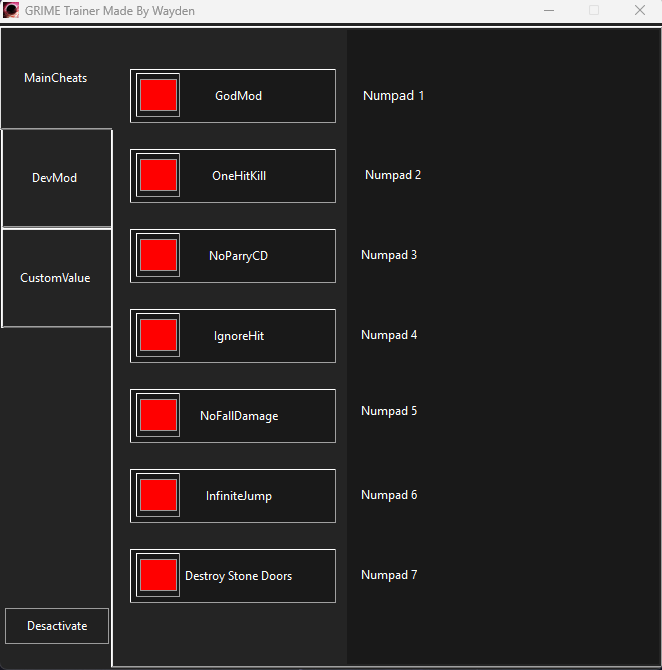 GRIME Trainer Made By Wayden
MainCheats
DevMod
CustomValue
Desactivate
GodMod Numpad 1
OneHitKill Numpad 2
NoParryCD Numpad 3
IgnoreHit Numpad 4
NoFallDamage Numpad 5
InfiniteJump Numpad 6
Destroy Stone Doors Numpad 7